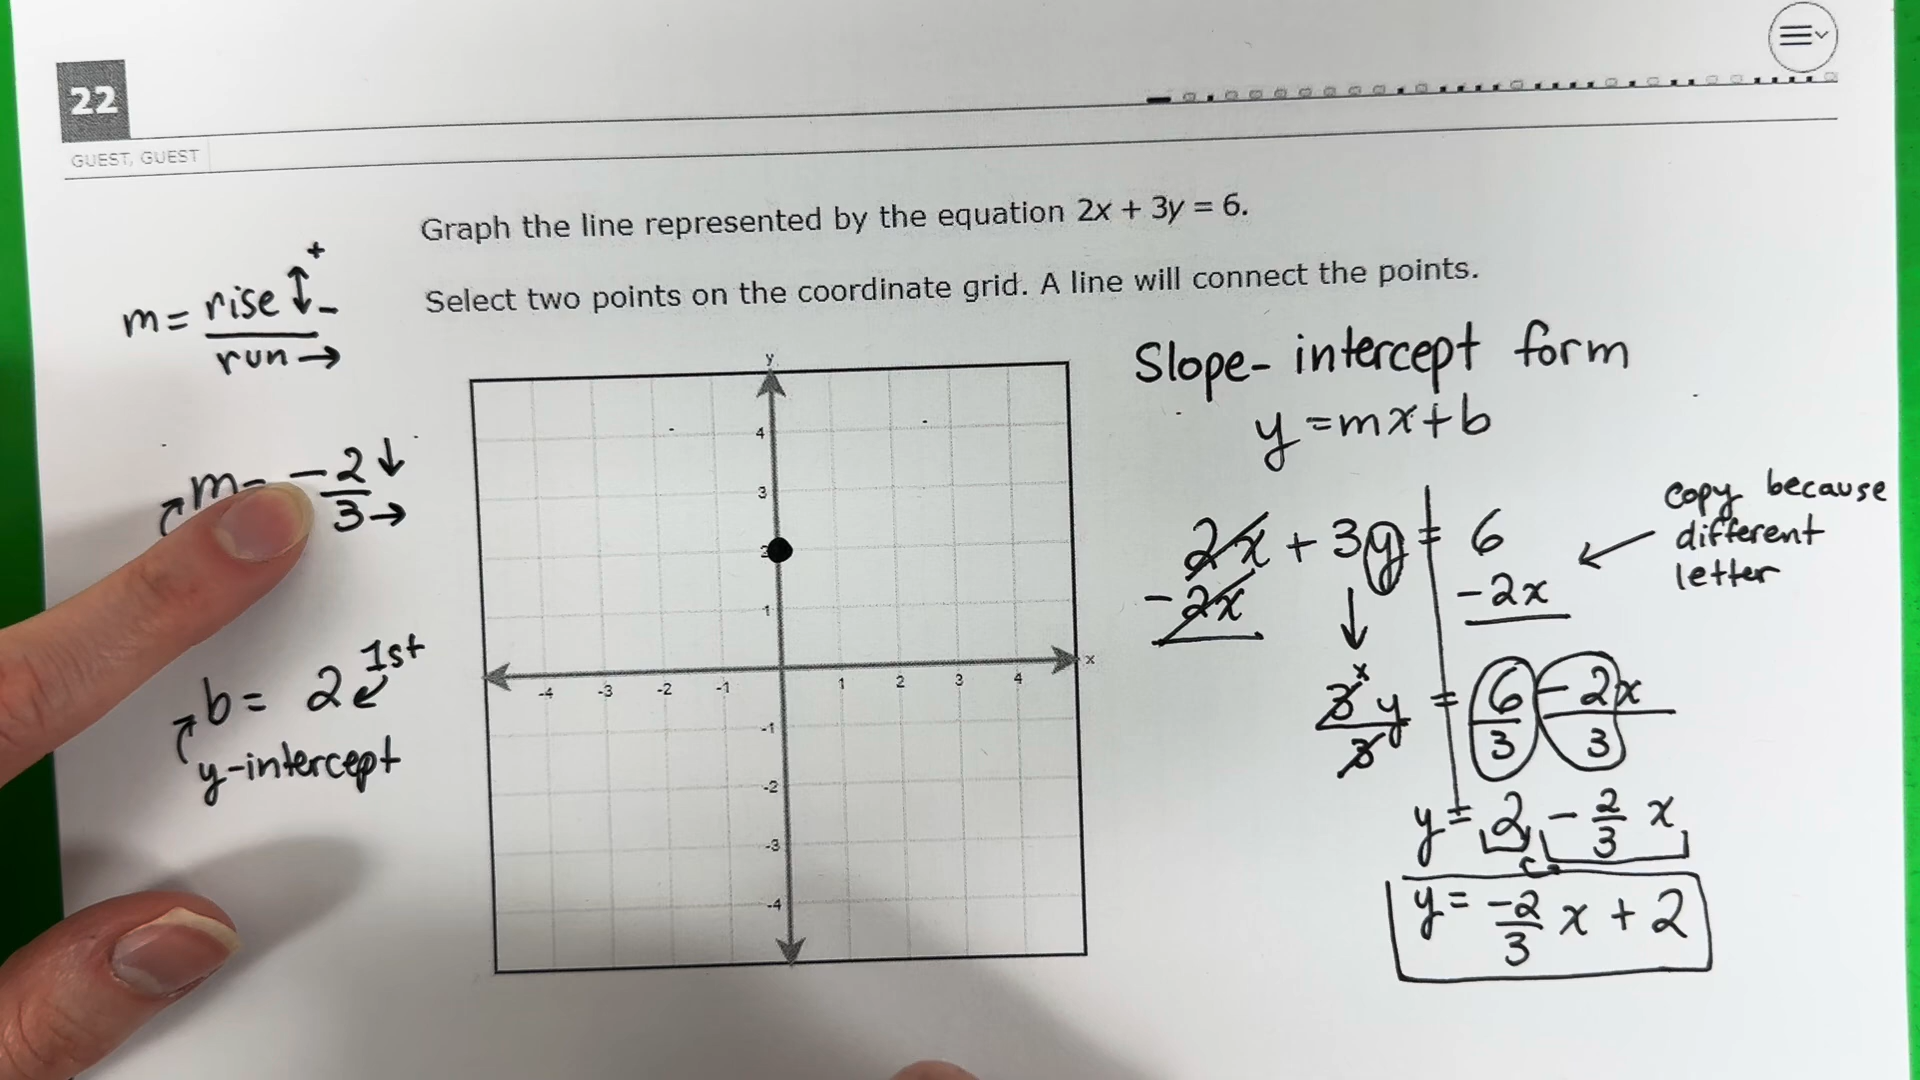 22
GUEST, GUEST
Graph the line represented by the equation 2x + 3y = 6.
Select two points on the coordinate grid. A line will connect the points.
+
m = rise ↕ -
run →
m= -2 ↓
3 →
b = 2 1st
y-intercept
y
4
3
1
-4 -3 -2 -1 1 2 3 4 x
-1
-2
-3
-4
Slope-intercept form
y = mx + b
2x + 3y = 6
-2x -2x
copy because
different
letter
3y = 6 - 2x
3 3 3
y = 2 - 2/3 x
y = -2/3 x + 2